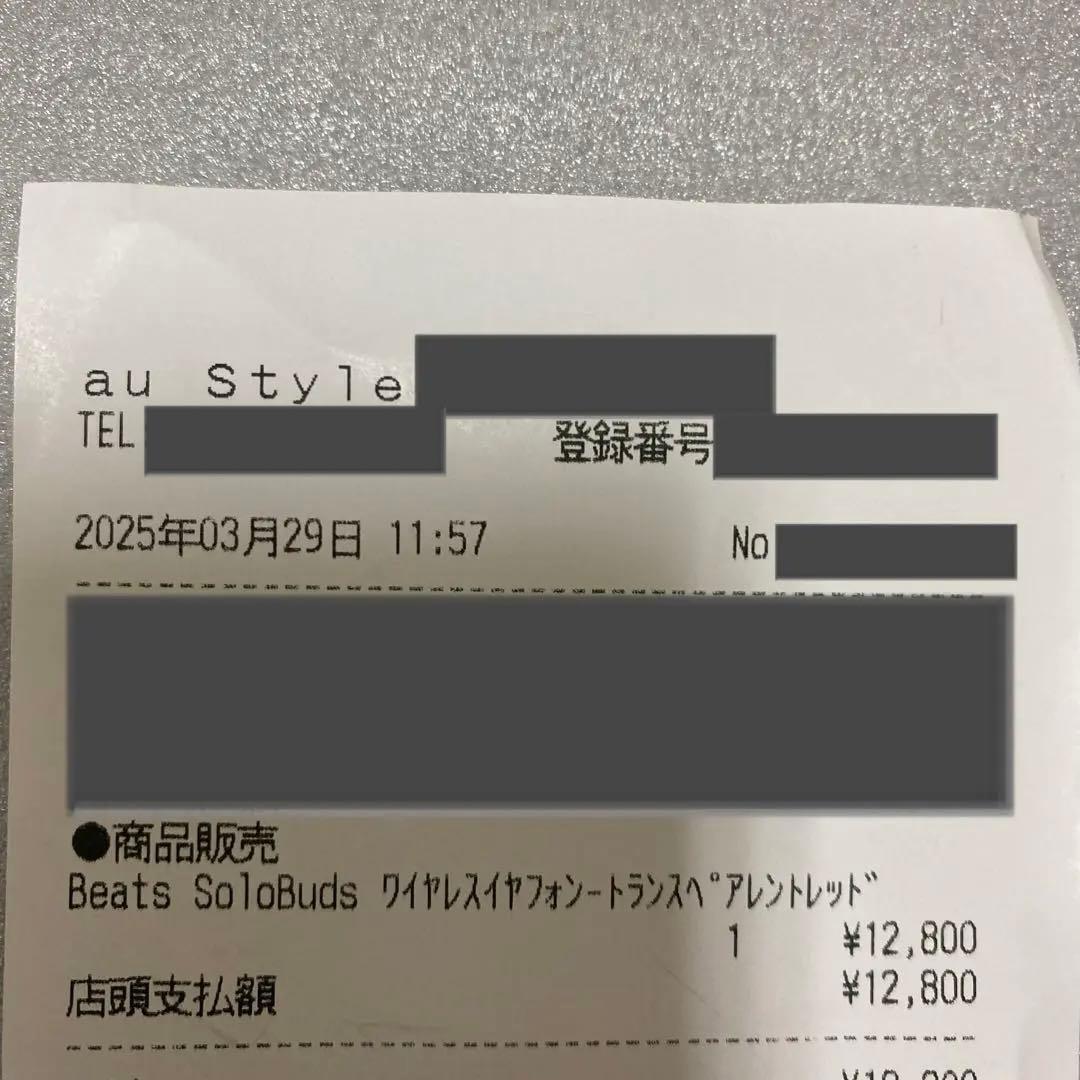 au Style
TEL 登録番号
2025年03月29日 11:57 No
●商品販売
Beats SoloBuds ワイヤレスイヤフォン−トランスペアレントレッド
1 ¥12,800
店頭支払額 ¥12,800